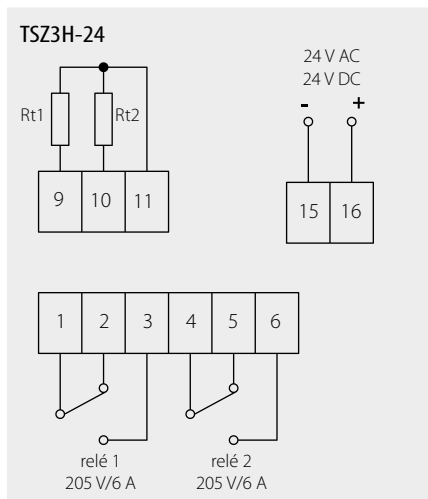 TSZ3H-24
24 V AC
24 V DC
- +
Rt1 Rt2
9 10 11
15 16
1 2 3 4 5 6
relé 1 relé 2
205 V/6 A 205 V/6 A